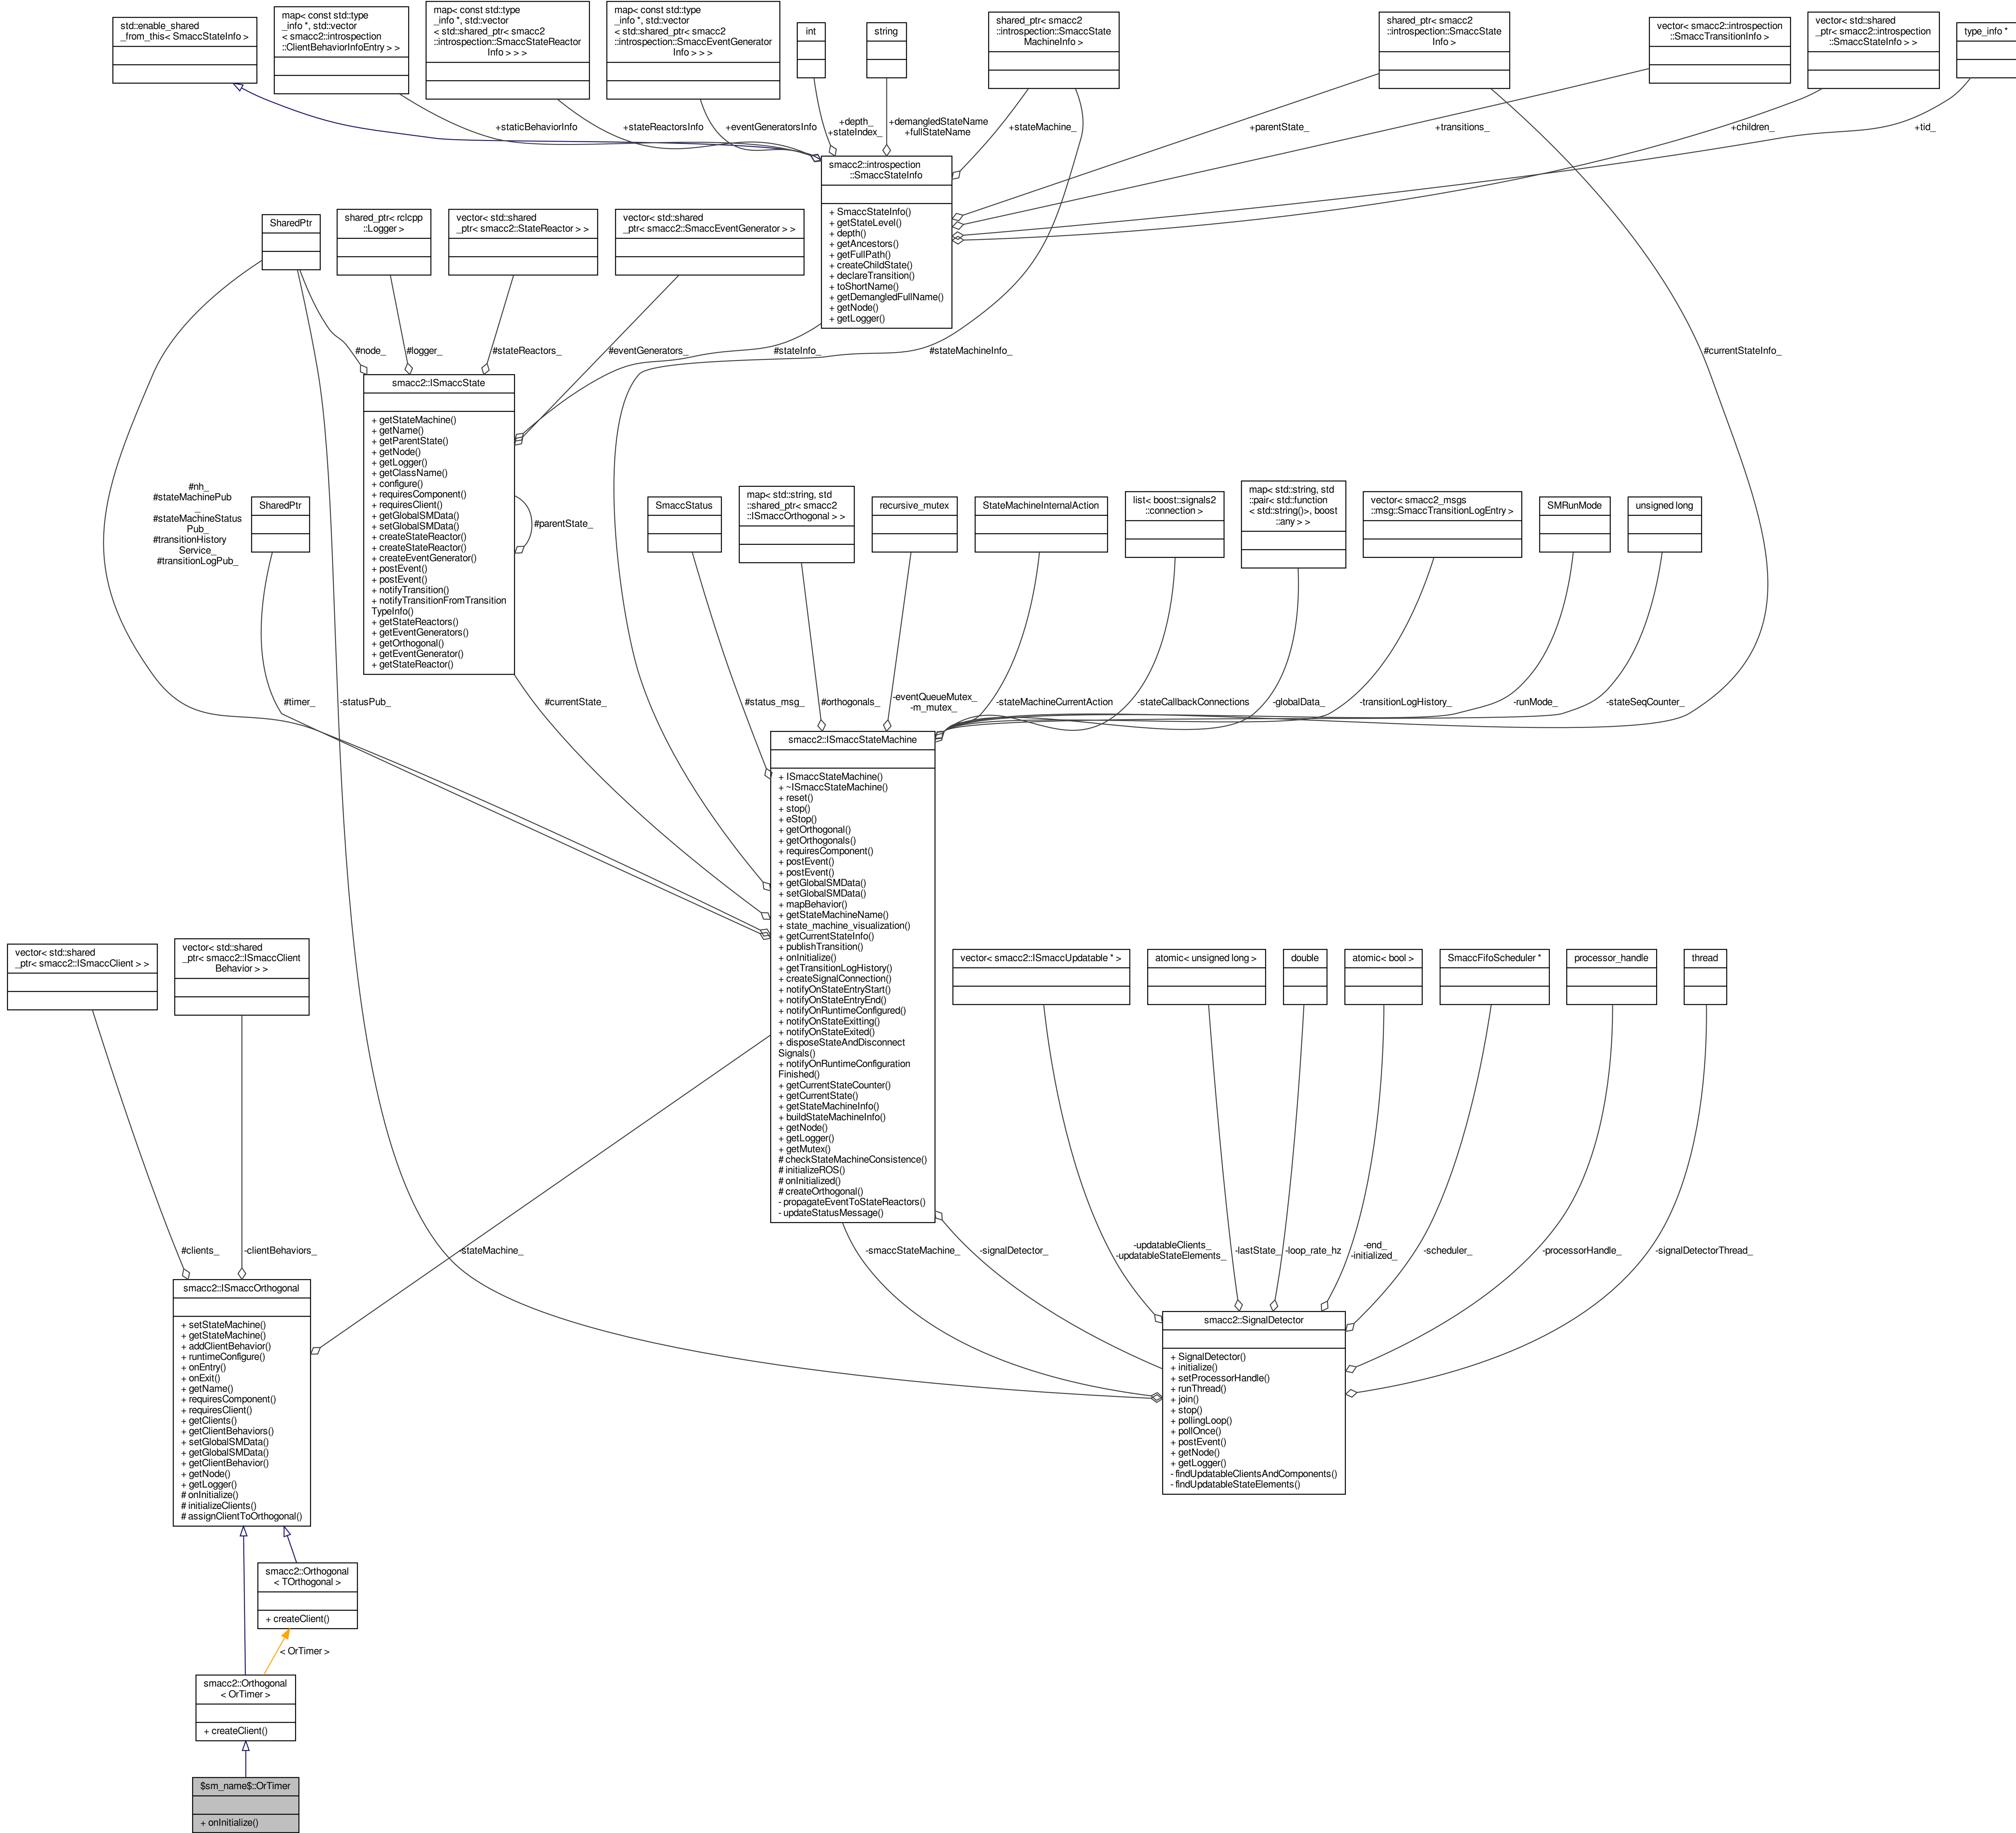 std::enable_shared
_from_this< SmaccStateInfo >
map< const std::type
_info *, std::vector
< smacc2::introspection
::ClientBehaviorInfoEntry > >
map< const std::type
_info *, std::vector
< std::shared_ptr< smacc2
::introspection::SmaccStateReactor
Info > > >
map< const std::type
_info *, std::vector
< std::shared_ptr< smacc2
::introspection::SmaccEventGenerator
Info > > >
int
string
shared_ptr< smacc2
::introspection::SmaccState
MachineInfo >
shared_ptr< smacc2
::introspection::SmaccState
Info >
vector< smacc2::introspection
::SmaccTransitionInfo >
vector< std::shared
_ptr< smacc2::introspection
::SmaccStateInfo > >
type_info *
+staticBehaviorInfo
+stateReactorsInfo
+eventGeneratorsInfo
+depth_
+stateIndex_
+demangledStateName
+fullStateName
+stateMachine_
+parentState_
+transitions_
+children_
+tid_
smacc2::introspection
::SmaccStateInfo
+ SmaccStateInfo()
+ getStateLevel()
+ depth()
+ getAncestors()
+ getFullPath()
+ createChildState()
+ declareTransition()
+ toShortName()
+ getDemangledFullName()
+ getNode()
+ getLogger()
SharedPtr
shared_ptr< rclcpp
::Logger >
vector< std::shared
_ptr< smacc2::StateReactor > >
vector< std::shared
_ptr< smacc2::SmaccEventGenerator > >
#node_
#logger_
#stateReactors_
#eventGenerators_
#stateInfo_
#stateMachineInfo_
#currentStateInfo_
smacc2::ISmaccState
+ getStateMachine()
+ getName()
+ getParentState()
+ getNode()
+ getLogger()
+ getClassName()
+ configure()
+ requiresComponent()
+ requiresClient()
+ getGlobalSMData()
+ setGlobalSMData()
+ createStateReactor()
+ createStateReactor()
+ createEventGenerator()
+ postEvent()
+ postEvent()
+ notifyTransition()
+ notifyTransitionFromTransition
TypeInfo()
+ getStateReactors()
+ getEventGenerators()
+ getOrthogonal()
+ getEventGenerator()
+ getStateReactor()
#parentState_
#nh_
#stateMachinePub
_
#stateMachineStatus
Pub_
#transitionHistory
Service_
#transitionLogPub_
SharedPtr
SmaccStatus
map< std::string, std
::shared_ptr< smacc2
::ISmaccOrthogonal > >
recursive_mutex
StateMachineInternalAction
list< boost::signals2
::connection >
map< std::string, std
::pair< std::function
< std::string()>, boost
::any > >
vector< smacc2_msgs
::msg::SmaccTransitionLogEntry >
SMRunMode
unsigned long
#timer_
-statusPub_
#currentState_
#status_msg_
#orthogonals_
-eventQueueMutex_
-m_mutex_
-stateMachineCurrentAction
-stateCallbackConnections
-globalData_
-transitionLogHistory_
-runMode_
-stateSeqCounter_
smacc2::ISmaccStateMachine
+ ISmaccStateMachine()
+ ~ISmaccStateMachine()
+ reset()
+ stop()
+ eStop()
+ getOrthogonal()
+ getOrthogonals()
+ requiresComponent()
+ postEvent()
+ postEvent()
+ getGlobalSMData()
+ setGlobalSMData()
+ mapBehavior()
+ getStateMachineName()
+ state_machine_visualization()
+ getCurrentStateInfo()
+ publishTransition()
+ onInitialize()
+ getTransitionLogHistory()
+ createSignalConnection()
+ notifyOnStateEntryStart()
+ notifyOnStateEntryEnd()
+ notifyOnRuntimeConfigured()
+ notifyOnStateExitting()
+ notifyOnStateExited()
+ disposeStateAndDisconnect
Signals()
+ notifyOnRuntimeConfiguration
Finished()
+ getCurrentStateCounter()
+ getCurrentState()
+ getStateMachineInfo()
+ buildStateMachineInfo()
+ getNode()
+ getLogger()
+ getMutex()
# checkStateMachineConsistence()
# initializeROS()
# onInitialized()
# createOrthogonal()
- propagateEventToStateReactors()
- updateStatusMessage()
vector< std::shared
_ptr< smacc2::ISmaccClient > >
vector< std::shared
_ptr< smacc2::ISmaccClient
Behavior > >
vector< smacc2::ISmaccUpdatable * >
atomic< unsigned long >
double
atomic< bool >
SmaccFifoScheduler *
processor_handle
thread
#clients_
-clientBehaviors_
-stateMachine_
-smaccStateMachine_
-signalDetector_
-updatableClients_
-updatableStateElements_
-lastState_
-loop_rate_hz
-end_
-initialized_
-scheduler_
-processorHandle_
-signalDetectorThread_
smacc2::ISmaccOrthogonal
+ setStateMachine()
+ getStateMachine()
+ addClientBehavior()
+ runtimeConfigure()
+ onEntry()
+ onExit()
+ getName()
+ requiresComponent()
+ requiresClient()
+ getClients()
+ getClientBehaviors()
+ setGlobalSMData()
+ getGlobalSMData()
+ getClientBehavior()
+ getNode()
+ getLogger()
# onInitialize()
# initializeClients()
# assignClientToOrthogonal()
smacc2::SignalDetector
+ SignalDetector()
+ initialize()
+ setProcessorHandle()
+ runThread()
+ join()
+ stop()
+ pollingLoop()
+ pollOnce()
+ postEvent()
+ getNode()
+ getLogger()
- findUpdatableClientsAndComponents()
- findUpdatableStateElements()
smacc2::Orthogonal
< TOrthogonal >
+ createClient()
< OrTimer >
smacc2::Orthogonal
< OrTimer >
+ createClient()
$sm_name$::OrTimer
+ onInitialize()